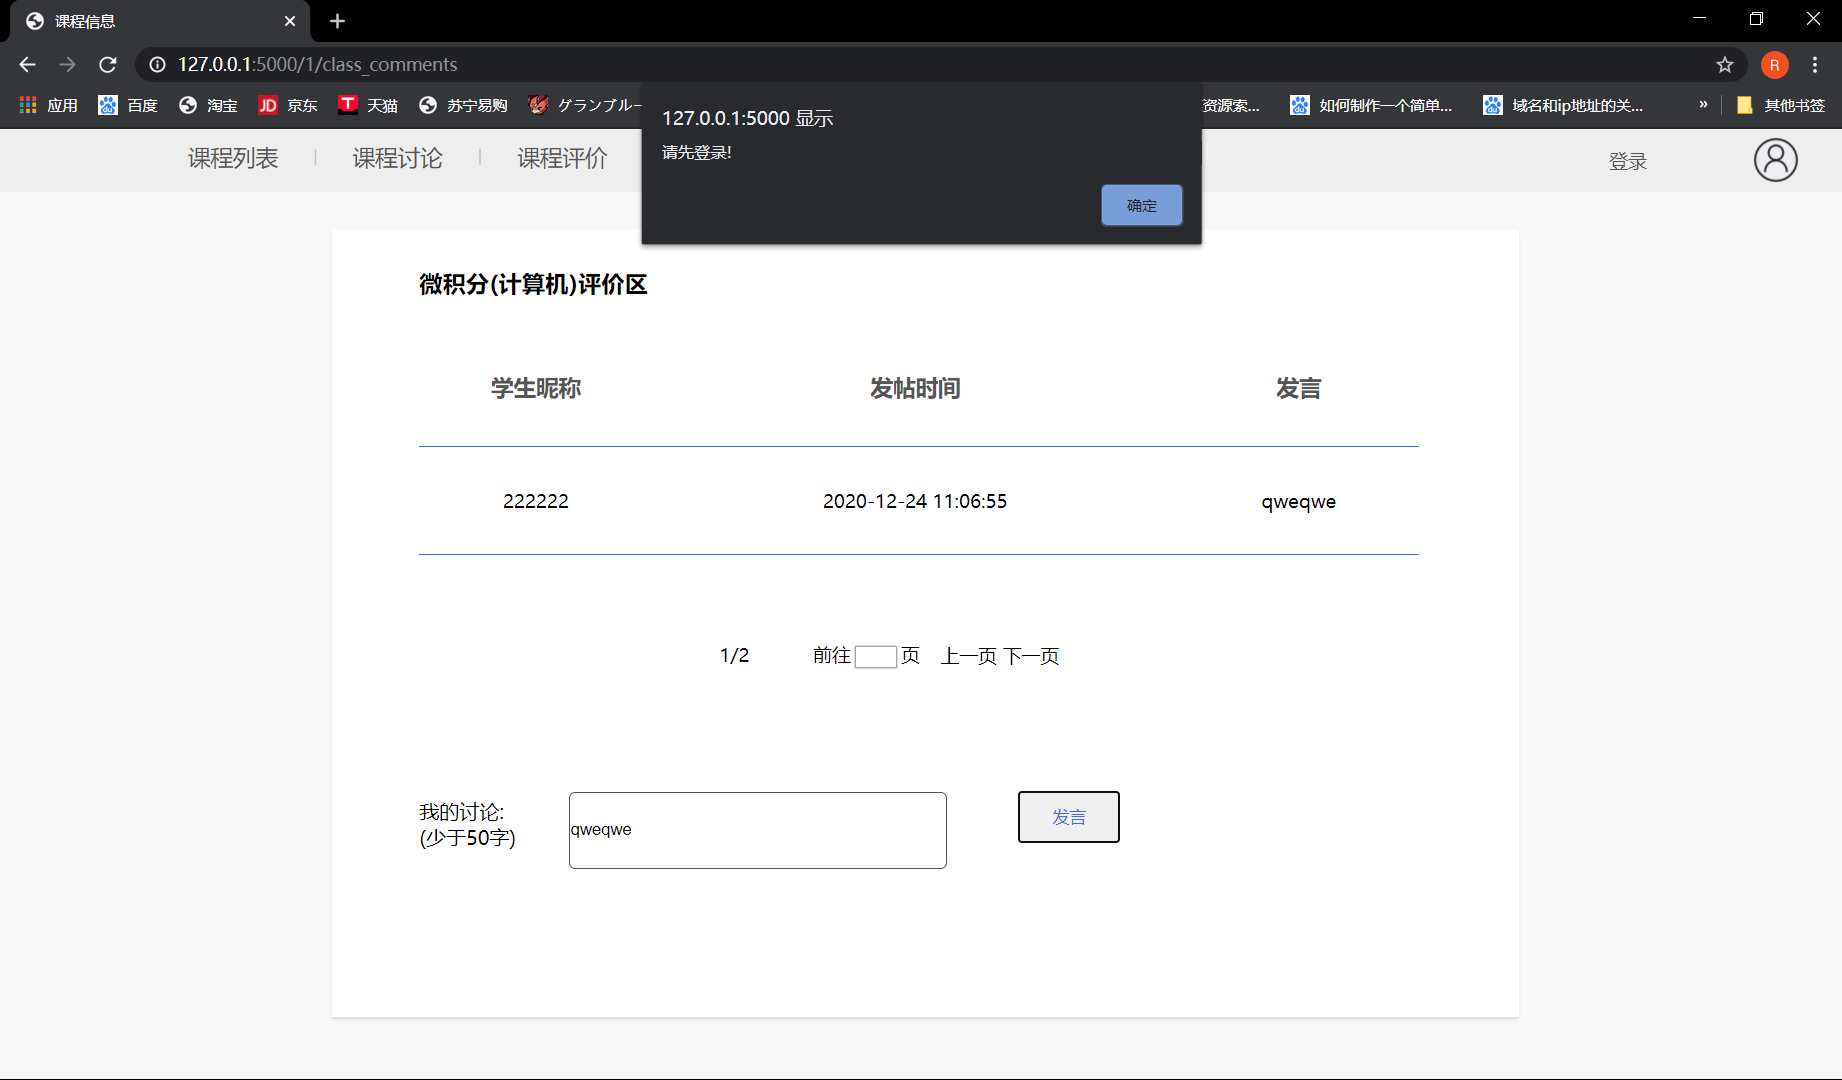 课程信息
127.0.0.1:5000/1/class_comments
R
应用 百度 淘宝 JD 京东 T 天猫 苏宁易购 グランブルー 资源索... 如何制作一个简单... 域名和ip地址的关... » 其他书签
127.0.0.1:5000 显示
请先登录!
确定
课程列表 | 课程讨论 | 课程评价 登录
微积分(计算机)评价区
学生昵称 发帖时间 发言
222222 2020-12-24 11:06:55 qweqwe
1/2 前往 页 上一页 下一页
我的讨论:
(少于50字)
qweqwe
发言